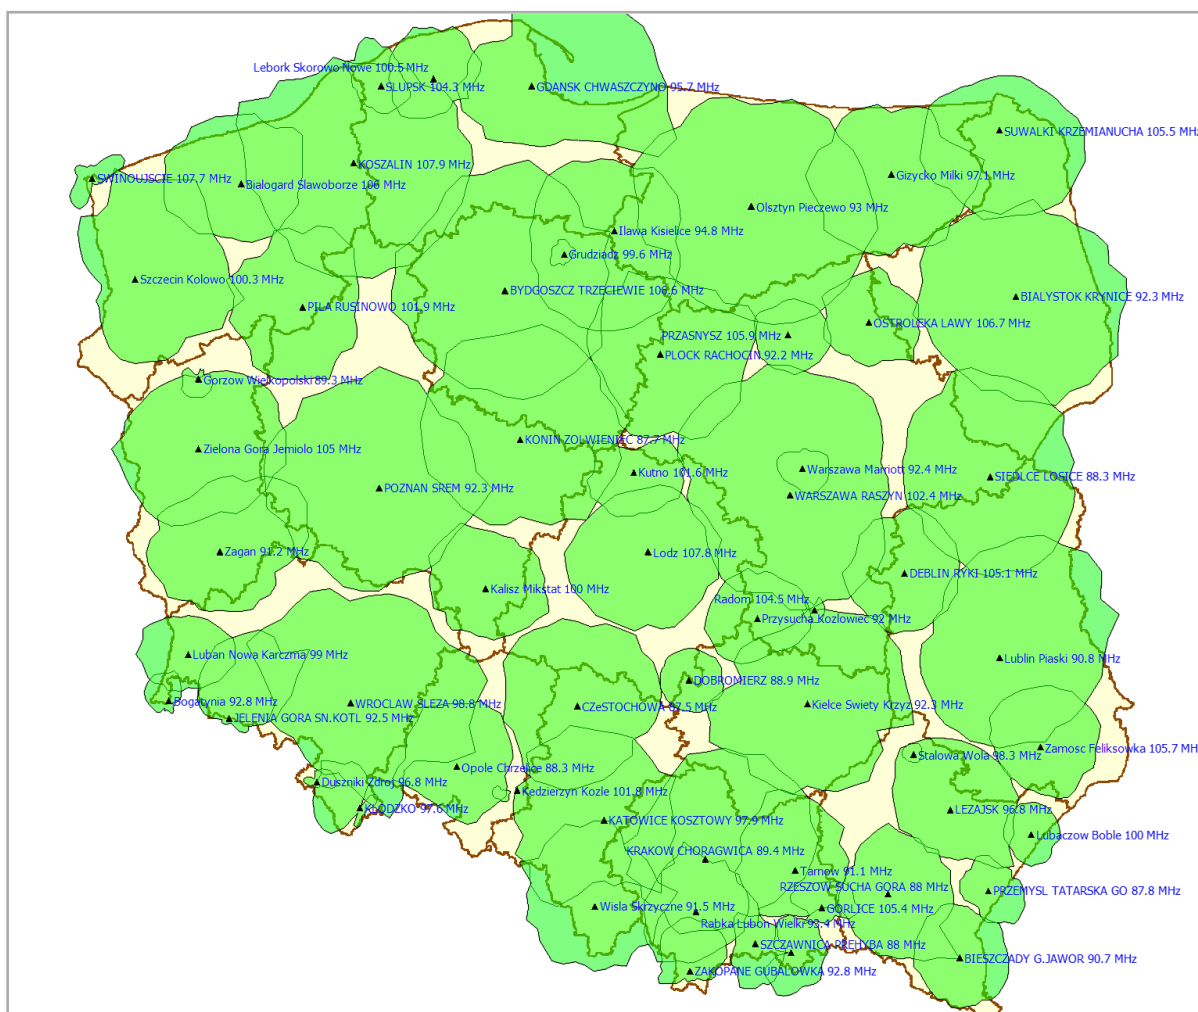 Lebork Skorowo Nowe 100.5 MHz
SLUPSK 104.3 MHz
GDANSK CHWASZCZYNO 95.7 MHz
SUWALKI KRZEMIANUCHA 105.5 MHz
KOSZALIN 107.9 MHz
SWINOUJSCIE 107.7 MHz
Bialogard Slawoborze 106 MHz
Gizycko Milki 97.1 MHz
Olsztyn Pieczewo 93 MHz
Ilawa Kisielice 94.8 MHz
Grudziadz 99.6 MHz
Szczecin Kolowo 100.3 MHz
BYDGOSZCZ TRZECIEWIE 106.6 MHz
BIALYSTOK KRYNICE 92.3 MHz
PILA RUSINOWO 101.9 MHz
OSTROLEKA LAWY 106.7 MHz
PRZASNYSZ 105.9 MHz
PLOCK RACHOCIN 92.2 MHz
Gorzow Wielkopolski 89.3 MHz
KONIN ZOLWIENIEC 87.7 MHz
Zielona Gora Jemiolo 105 MHz
Kutno 101.6 MHz
Warszawa Marriott 92.4 MHz
SIEDLCE LOSICE 88.3 MHz
POZNAN SREM 92.3 MHz
WARSZAWA RASZYN 102.4 MHz
Zagan 91.2 MHz
Lodz 107.8 MHz
DEBLIN RYKI 105.1 MHz
Kalisz Mikstat 100 MHz
Radom 104.5 MHz
Przysucha Kozlowiec 92 MHz
Luban Nowa Karczma 99 MHz
Lublin Piaski 90.8 MHz
DOBROMIERZ 88.9 MHz
Bogatynia 92.8 MHz
WROCLAW SLEZA 98.8 MHz
CZeSTOCHOWA 87.5 MHz
Kielce Swiety Krzyz 92.3 MHz
JELENIA GORA SN.KOTL 92.5 MHz
Zamosc Feliksowka 105.7 MHz
Stalowa Wola 98.3 MHz
Opole Chrzelice 88.3 MHz
Duszniki Zdroj 96.8 MHz
Kedzierzyn Kozle 101.8 MHz
KŁODZKO 97.6 MHz
LEZAJSK 96.8 MHz
KATOWICE KOSZTOWY 97.9 MHz
Lubaczow Boble 100 MHz
KRAKOW CHORAGWICA 89.4 MHz
Tarnow 91.1 MHz
RZESZOW SUCHA GORA 88 MHz
PRZEMYSL TATARSKA GO 87.8 MHz
Wisla Skrzyczne 91.5 MHz
GORLICE 105.4 MHz
Rabka Lubon Wielki 93.4 MHz
SZCZAWNICA PREHYBA 88 MHz
BIESZCZADY G.JAWOR 90.7 MHz
ZAKOPANE GUBALOWKA 92.8 MHz